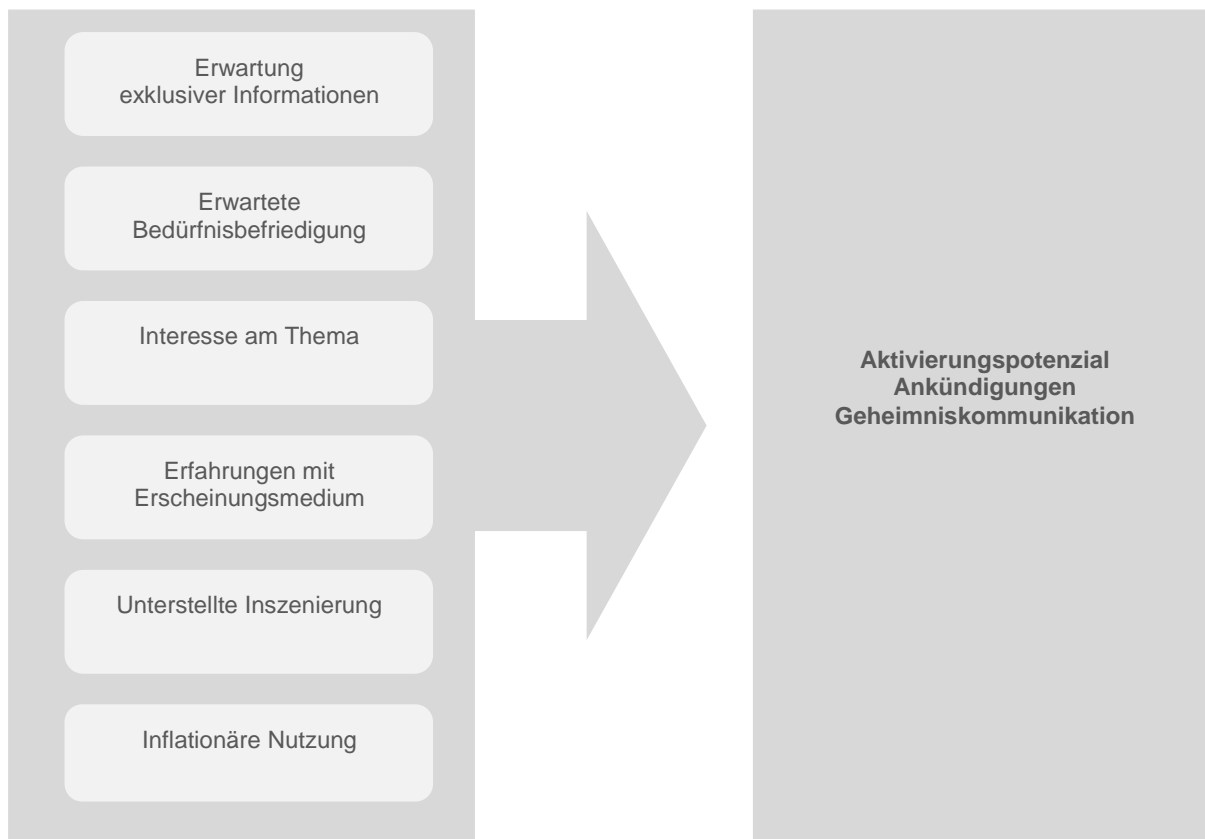 Erwartung
exklusiver Informationen
Erwartete
Bedürfnisbefriedigung
Interesse am Thema
Erfahrungen mit
Erscheinungsmedium
Unterstellte Inszenierung
Inflationäre Nutzung
Aktivierungspotenzial
Ankündigungen
Geheimniskommunikation